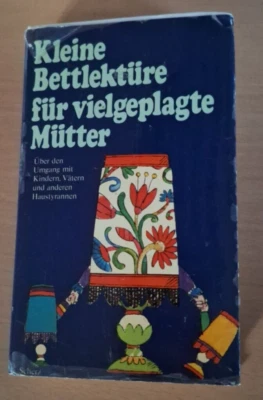 Kleine
Bettlektüre
für vielgeplagte
Mütter
Über den
Umgang mit
Kindern, Vätern
und anderen
Haustyrannen